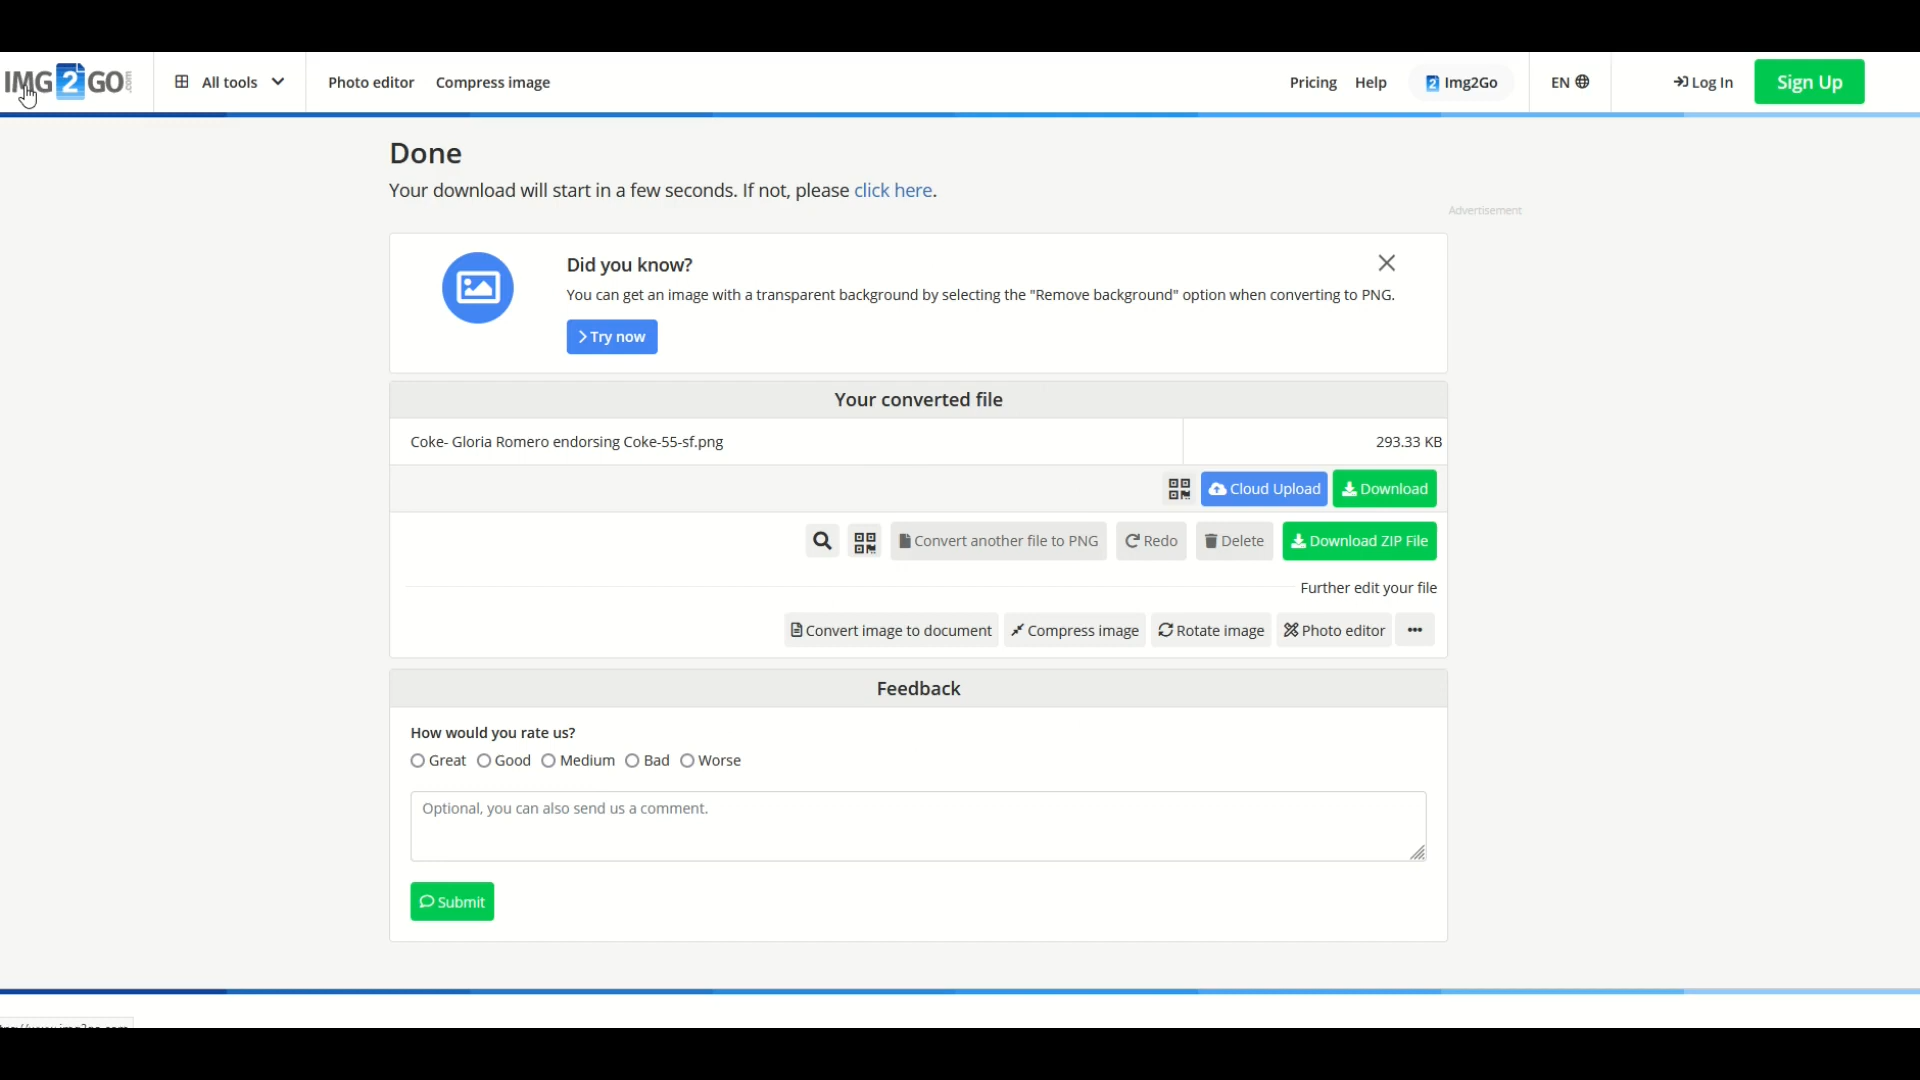 IMG2GO.com
All tools
Photo editor
Compress image
Pricing
Help
2 Img2Go
EN
Log In
Sign Up
Done
Your download will start in a few seconds. If not, please click here.
Advertisement
Did you know?
You can get an image with a transparent background by selecting the "Remove background" option when converting to PNG.
Try now
Your converted file
Coke- Gloria Romero endorsing Coke-55-sf.png
293.33 KB
Cloud Upload
Download
Convert another file to PNG
Redo
Delete
Download ZIP File
Further edit your file
Convert image to document
Compress image
Rotate image
Photo editor
Feedback
How would you rate us?
Great
Good
Medium
Bad
Worse
Optional, you can also send us a comment.
Submit